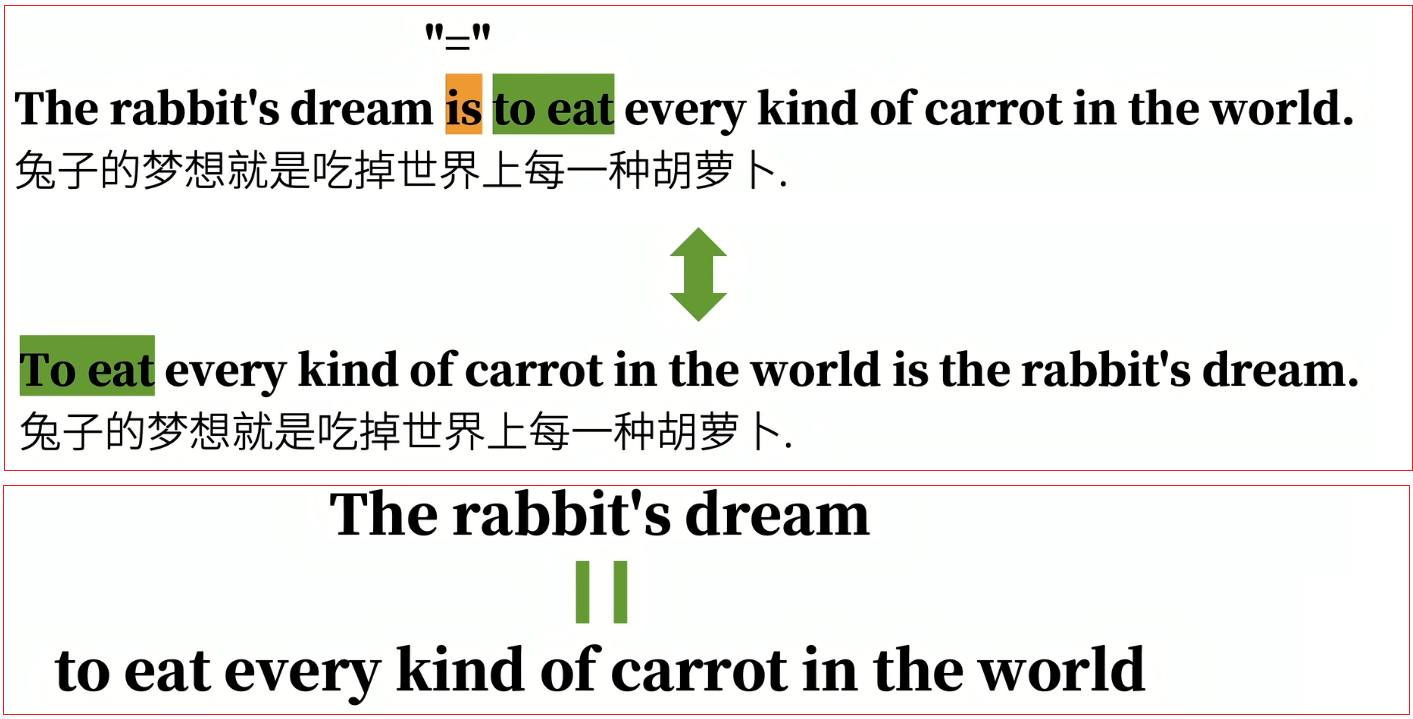 "="
The rabbit's dream is to eat every kind of carrot in the world.
兔子的梦想就是吃掉世界上每一种胡萝卜.
To eat every kind of carrot in the world is the rabbit's dream.
兔子的梦想就是吃掉世界上每一种胡萝卜.
The rabbit's dream
to eat every kind of carrot in the world